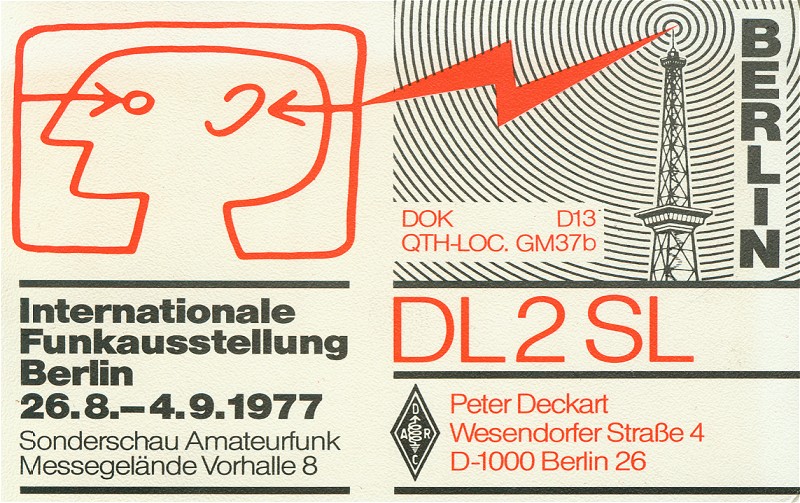 BERLIN
DOK D13
QTH-LOC. GM37b
Internationale
Funkausstellung
Berlin
26.8.–4.9.1977
Sonderschau Amateurfunk
Messegelände Vorhalle 8
DL2SL
DARC
Peter Deckart
Wesendorfer Straße 4
D-1000 Berlin 26